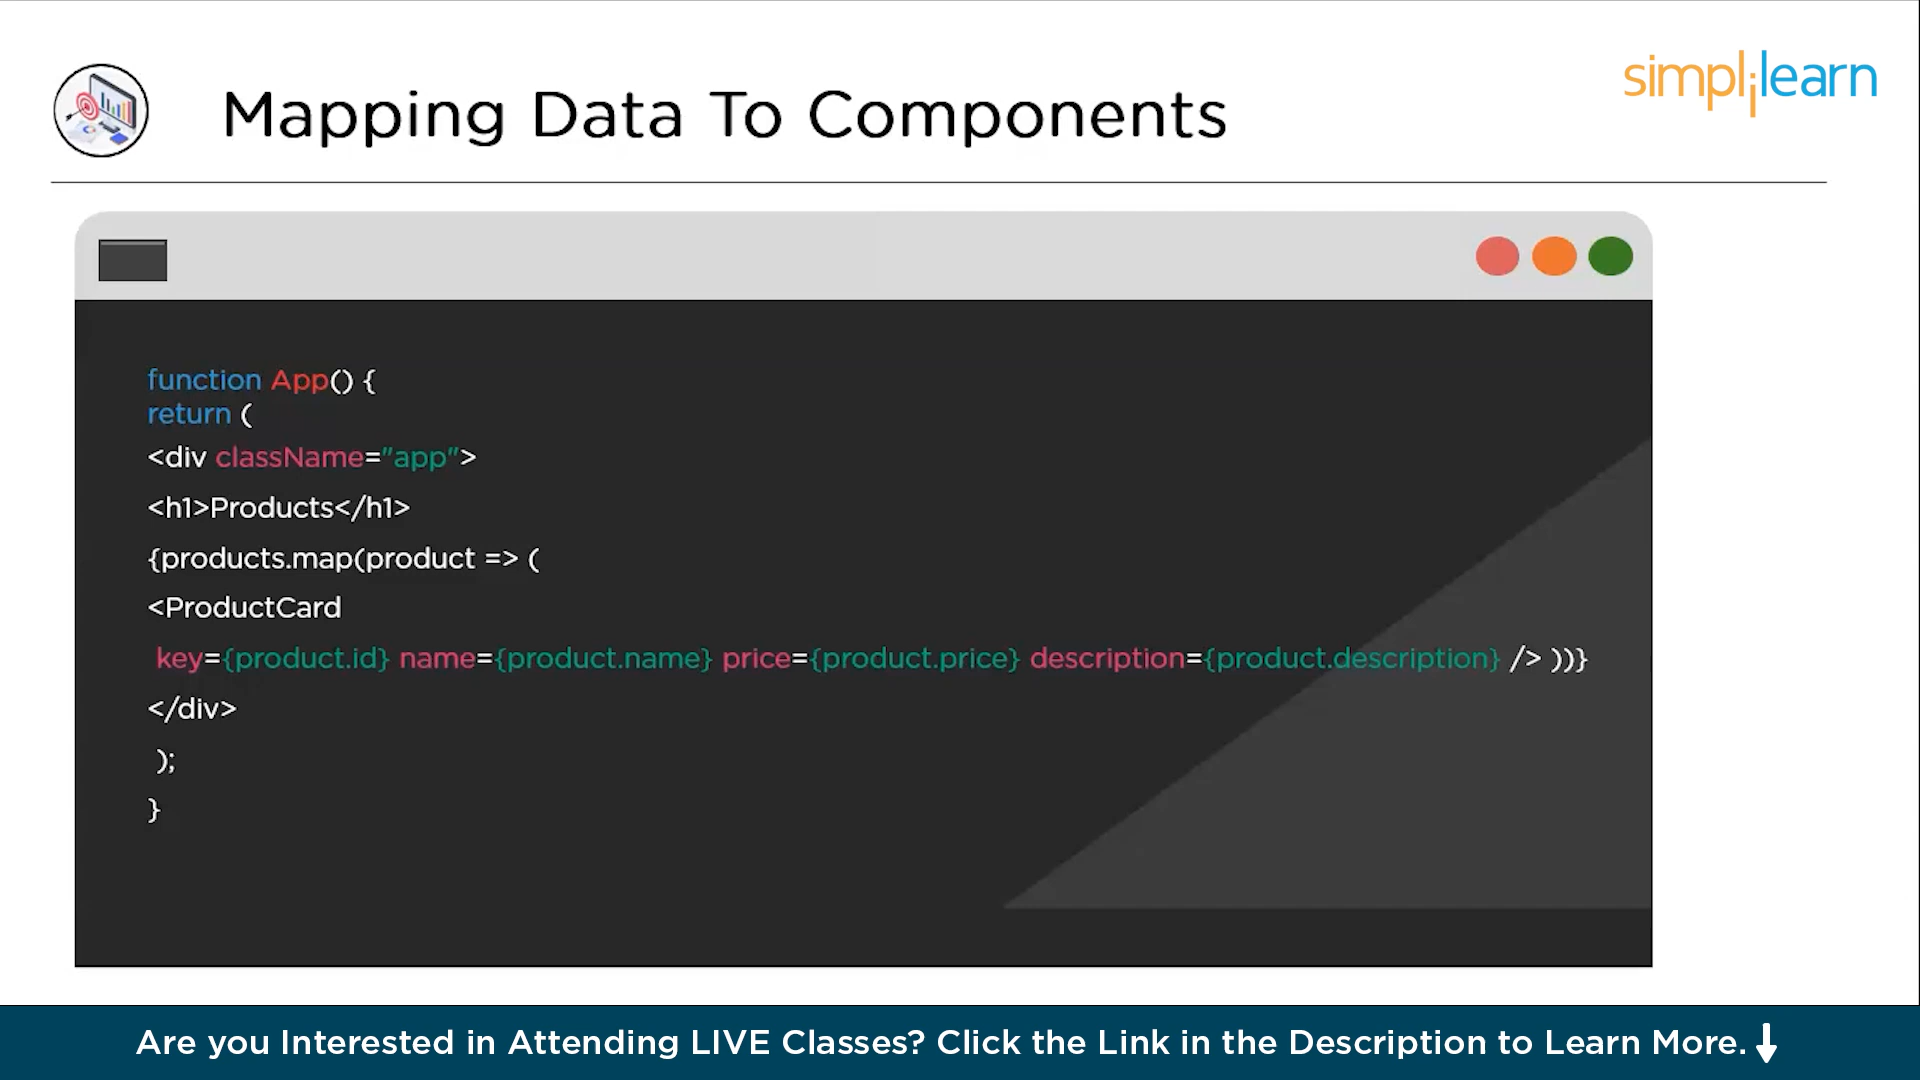 simplilearn
Mapping Data To Components
function App() {
return (
<div className="app">
<h1>Products</h1>
{products.map(product => (
<ProductCard
key={product.id} name={product.name} price={product.price} description={product.description} /> ))}
</div>
);
}
Are you Interested in Attending LIVE Classes? Click the Link in the Description to Learn More.